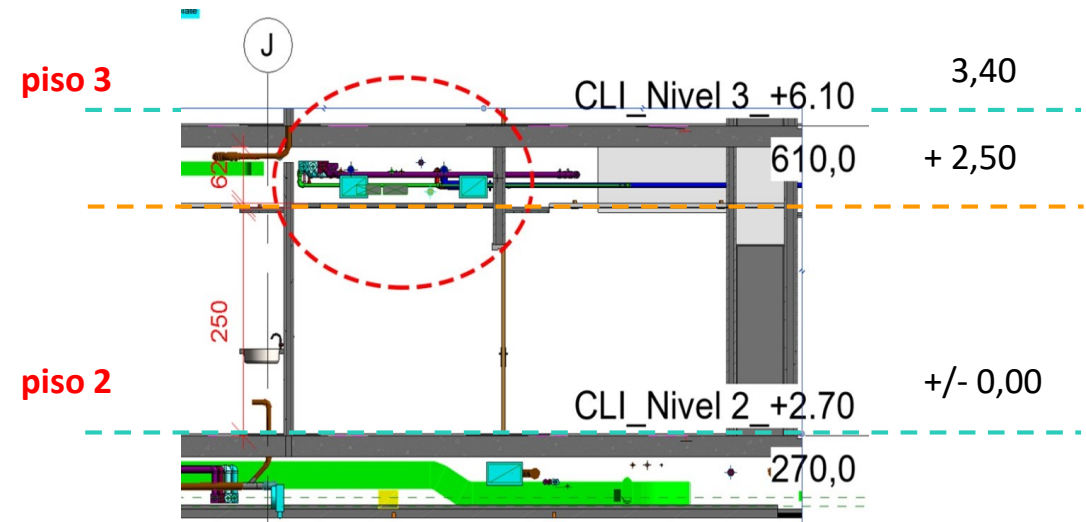 J
piso 3
CLI_Nivel 3_+6.10
3,40
62
610,0
+ 2,50
250
piso 2
CLI_Nivel 2_+2.70
+/- 0,00
270,0